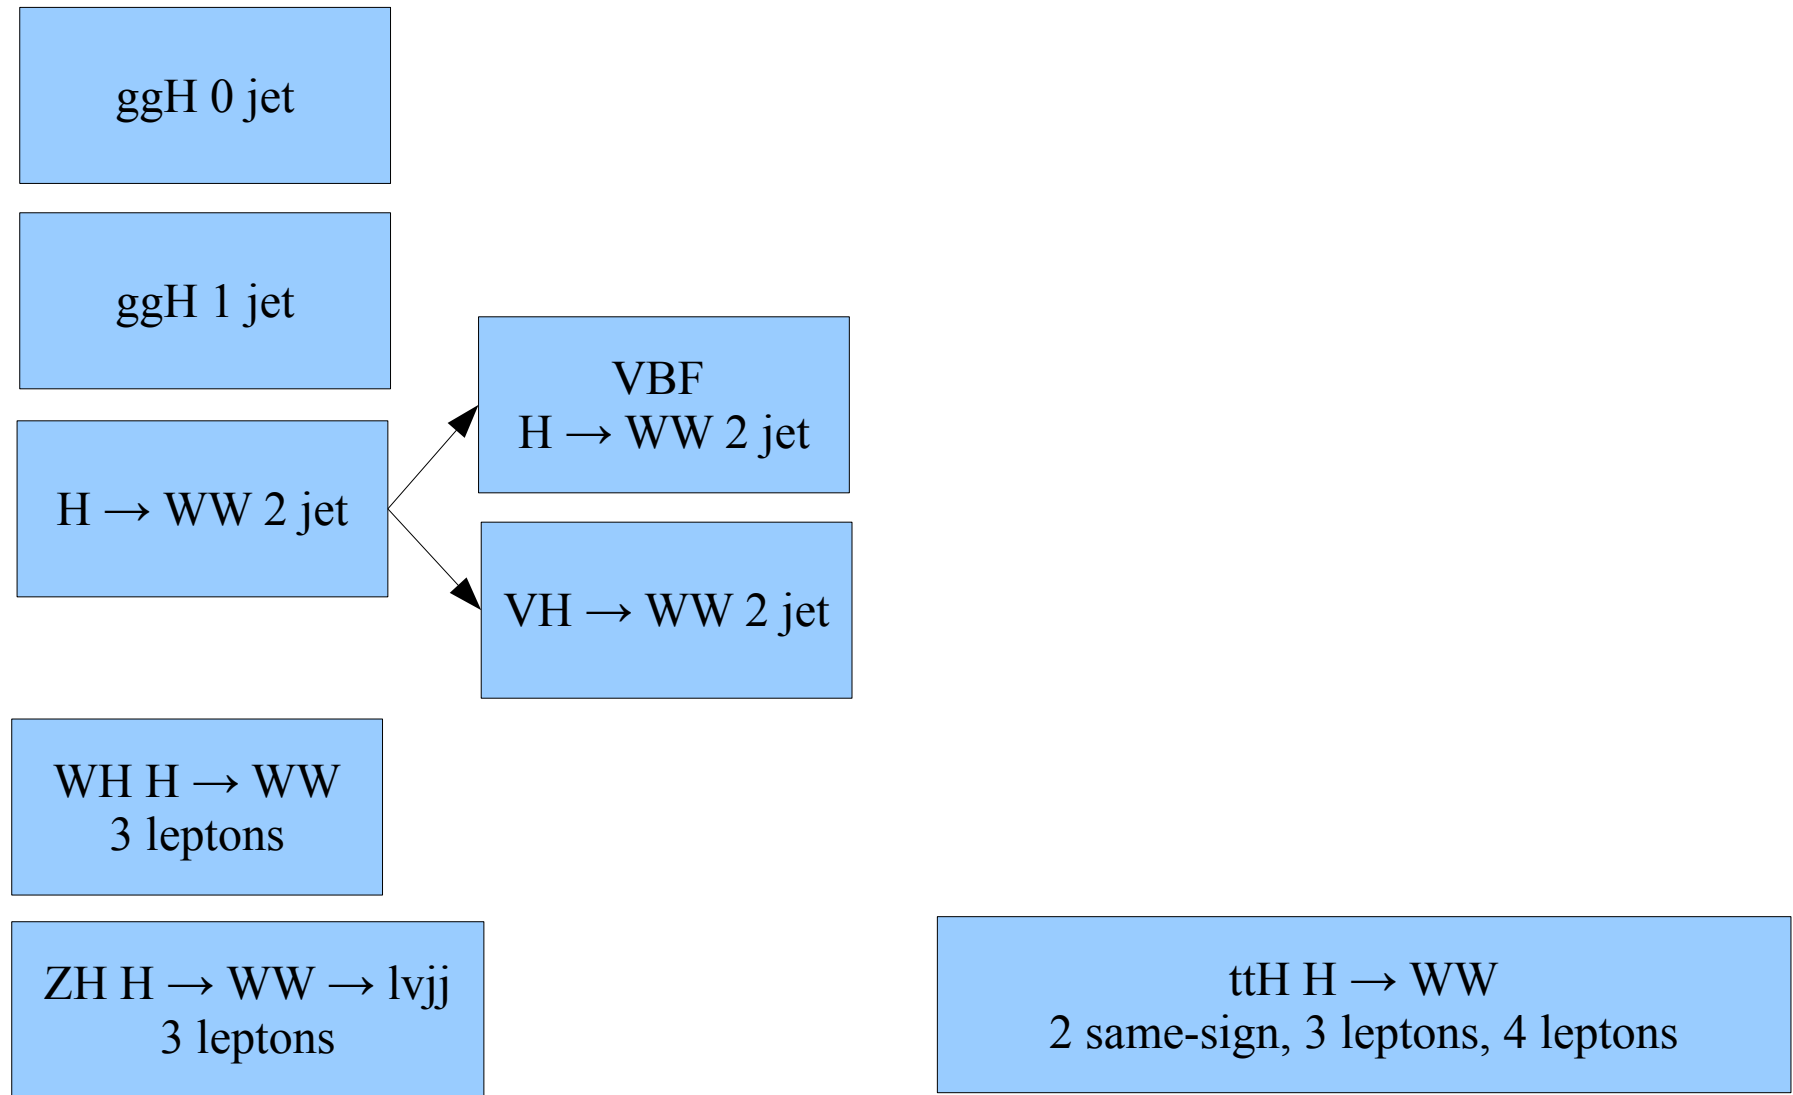 ggH 0 jet
ggH 1 jet
VBF
H → WW 2 jet
H → WW 2 jet
VH → WW 2 jet
WH H → WW
3 leptons
ZH H → WW → lvjj
3 leptons
ttH H → WW
2 same-sign, 3 leptons, 4 leptons